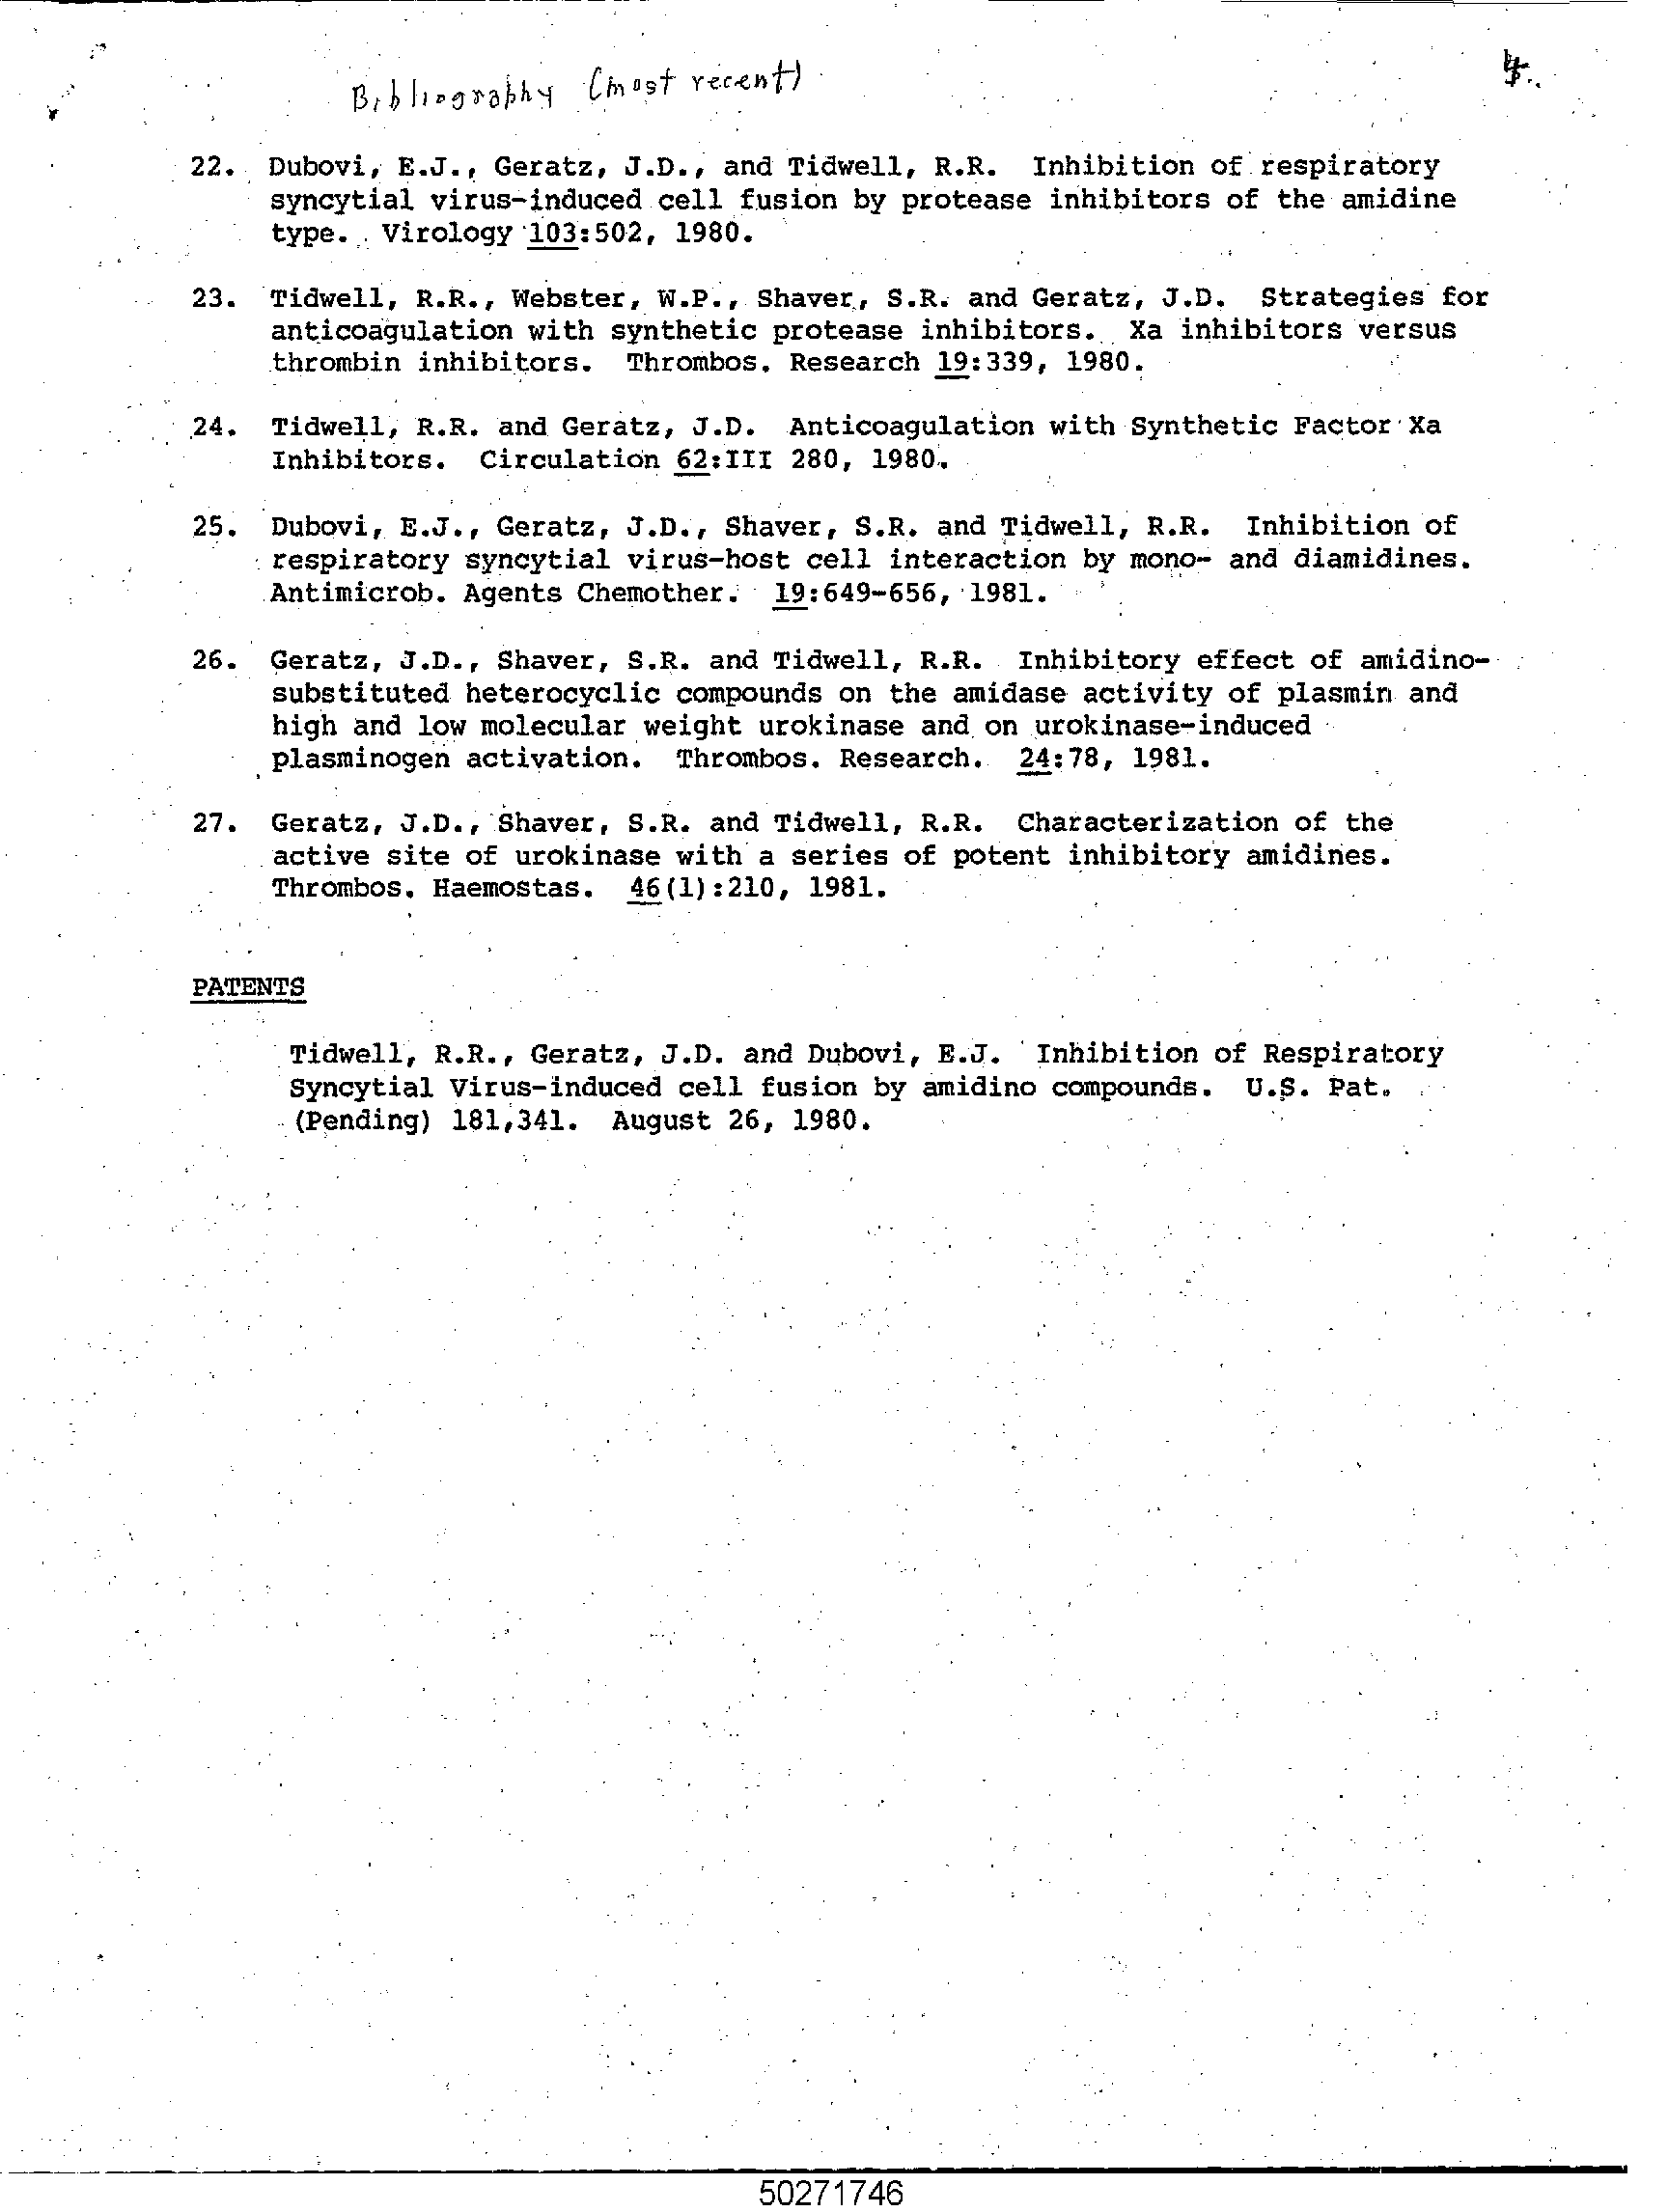 Bibliography (most recent)
4.
22. Dubovi, E.J., Geratz, J.D., and Tidwell, R.R. Inhibition of respiratory
syncytial virus-induced cell fusion by protease inhibitors of the amidine
type. Virology 103:502, 1980.
23. Tidwell, R.R., Webster, W.P., Shaver, S.R. and Geratz, J.D. Strategies for
anticoagulation with synthetic protease inhibitors. Xa inhibitors versus
thrombin inhibitors. Thrombos. Research 19:339, 1980.
24. Tidwell, R.R. and Geratz, J.D. Anticoagulation with Synthetic Factor Xa
Inhibitors. Circulation 62:III 280, 1980.
25. Dubovi, E.J., Geratz, J.D., Shaver, S.R. and Tidwell, R.R. Inhibition of
respiratory syncytial virus-host cell interaction by mono- and diamidines.
Antimicrob. Agents Chemother. 19:649-656, 1981.
26. Geratz, J.D., Shaver, S.R. and Tidwell, R.R. Inhibitory effect of amidino-
substituted heterocyclic compounds on the amidase activity of plasmin and
high and low molecular weight urokinase and on urokinase-induced
plasminogen activation. Thrombos. Research. 24:78, 1981.
27. Geratz, J.D., Shaver, S.R. and Tidwell, R.R. Characterization of the
active site of urokinase with a series of potent inhibitory amidines.
Thrombos. Haemostas. 46(1):210, 1981.
PATENTS
Tidwell, R.R., Geratz, J.D. and Dubovi, E.J. Inhibition of Respiratory
Syncytial Virus-induced cell fusion by amidino compounds. U.S. Pat.
(Pending) 181,341. August 26, 1980.
50271746